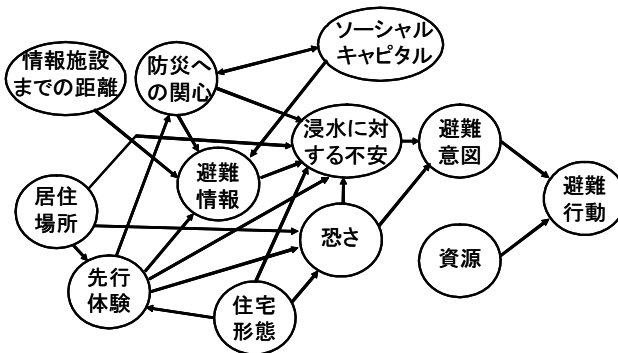 情報施設
までの距離
防災へ
の関心
ソーシャル
キャピタル
浸水に対
する不安
避難
意図
避難
情報
避難
行動
居住
場所
恐さ
資源
先行
体験
住宅
形態